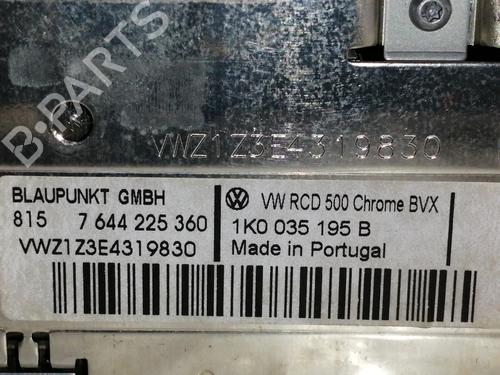 B-PARTS
VWZ1Z3E4319830
BLAUPUNKT GMBH
815 7 644 225 360
VWZ1Z3E4319830
VW RCD 500 Chrome BVX
1K0 035 195 B
Made in Portugal